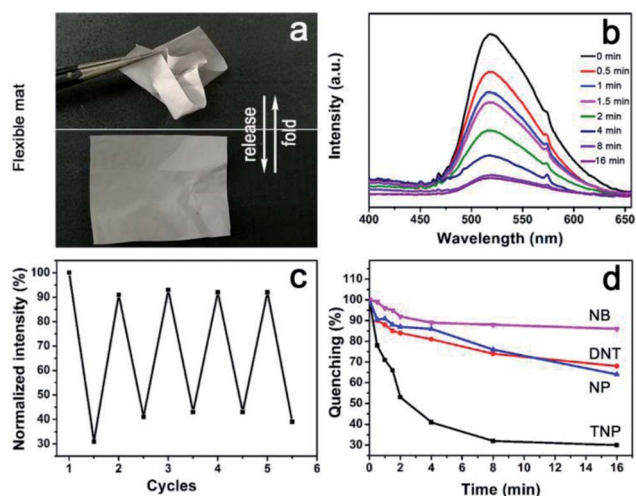 a
Flexible mat
release
fold
b
Intensity (a.u.)
0 min
0.5 min
1 min
1.5 min
2 min
4 min
8 min
16 min
400 450 500 550 600 650
Wavelength (nm)
c
Normalized intensity (%)
100
90
80
70
60
50
40
30
1 2 3 4 5 6
Cycles
d
Quenching (%)
110
100
90
80
70
60
50
40
30
NB
DNT
NP
TNP
0 2 4 6 8 10 12 14 16
Time (min)